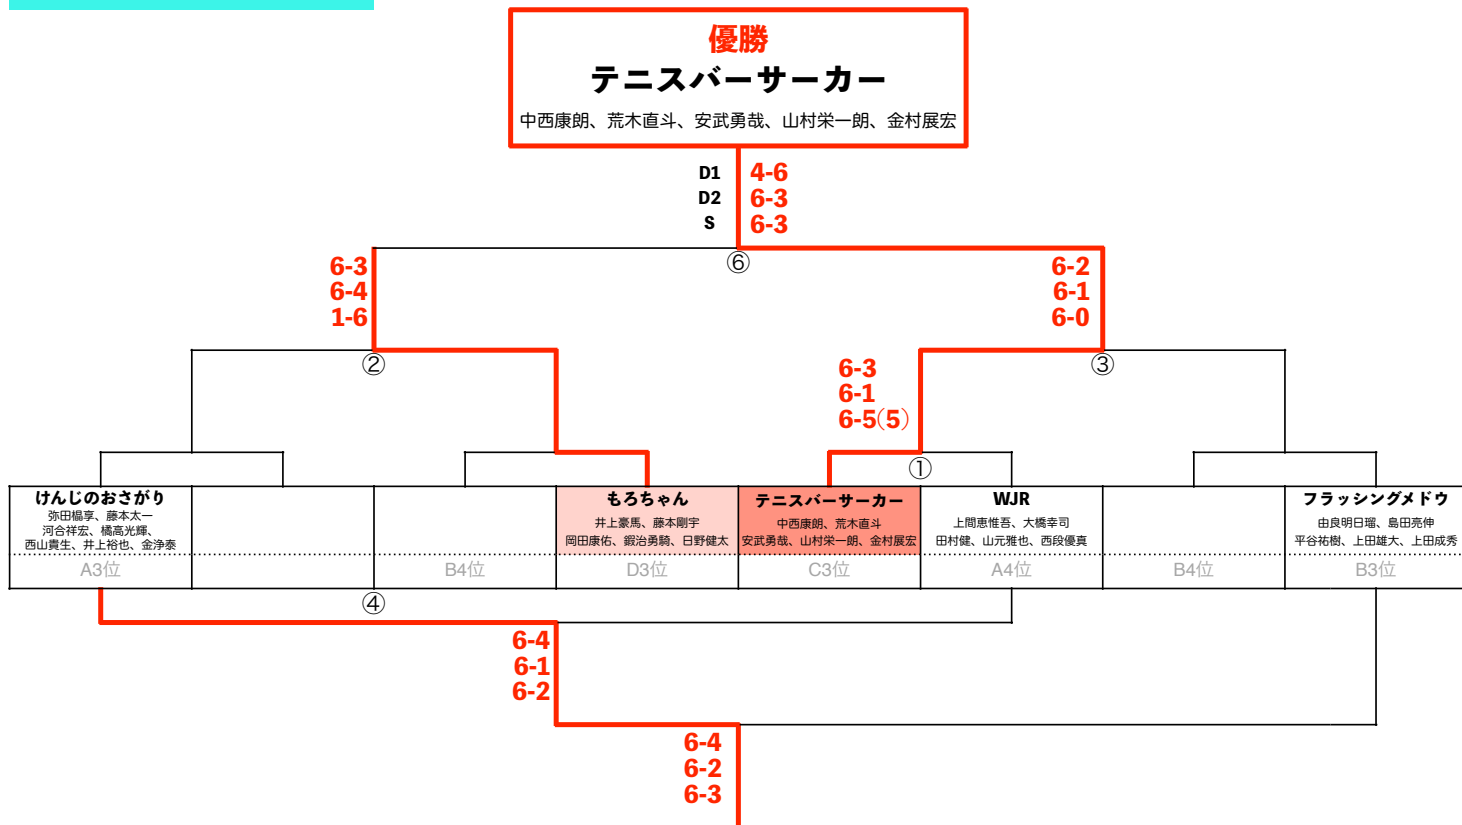 優勝
テニスバーサーカー
中西康朗、荒木直斗、安武勇哉、山村栄一朗、金村展宏
D1 4-6
D2 6-3
S 6-3
⑥
6-3
6-4
1-6
6-2
6-1
6-0
②
③
6-3
6-1
6-5(5)
①
けんじのおさがり
弥田楊享、藤本太一
河合祥宏、橘高光輝、
西山貴生、井上裕也、金浄泰
A3位
B4位
もろちゃん
井上豪馬、藤本剛宇
岡田康佑、鍜治勇騎、日野健太
D3位
テニスバーサーカー
中西康朗、荒木直斗
安武勇哉、山村栄一朗、金村展宏
C3位
WJR
上間恵惟吾、大橋幸司
田村健、山元雅也、西段優真
A4位
B4位
フラッシングメドウ
由良明日瑠、島田亮伸
平谷祐樹、上田雄大、上田成秀
B3位
④
6-4
6-1
6-2
6-4
6-2
6-3